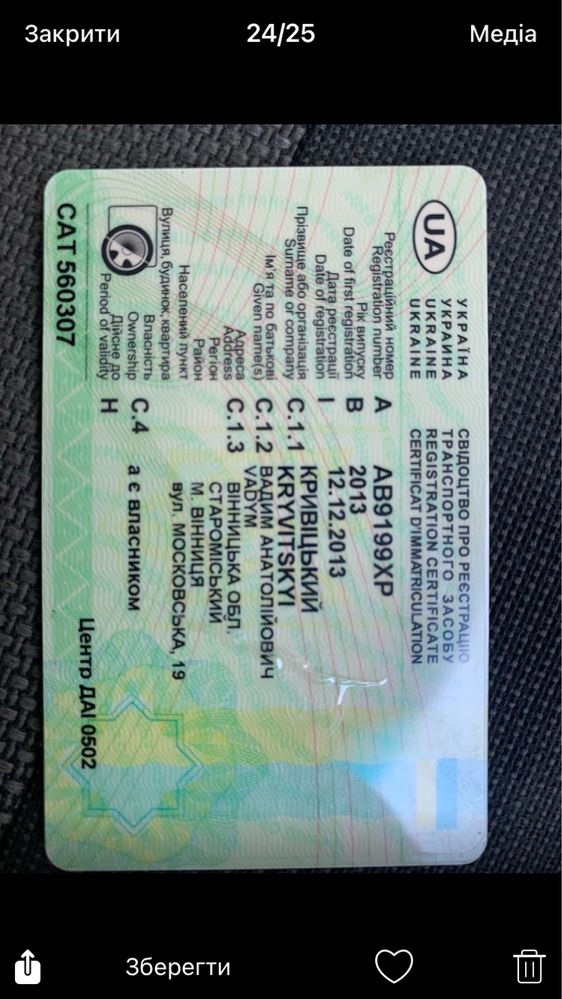 Закрити
24/25
Медіа
UA
УКРАЇНА
УКРАИНА
UKRAINE
UKRAINE
СВІДОЦТВО ПРО РЕЄСТРАЦІЮ
ТРАНСПОРТНОГО ЗАСОБУ
REGISTRATION CERTIFICATE
CERTIFICAT D'IMMATRICULATION
Реєстраційний номер
Registration number A АВ9199ХР
Рік випуску
Date of first registration B 2013
Дата реєстрації
Date of registration I 12.12.2013
Прізвище або організація C.1.1 КРИВІЦЬКИЙ
Surname or company KRYVITSKYI
Ім'я та по батькові C.1.2 ВАДИМ АНАТОЛІЙОВИЧ
Given name(s) VADYM
Адреса C.1.3
Address
Регіон ВІННИЦЬКА ОБЛ.
Район СТАРОМІСЬКИЙ
Населений пункт М. ВІННИЦЯ
Вулиця, будинок, квартира вул. МОСКОВСЬКА, 19
Власність
Ownership C.4 а є власником
Дійсне до
Period of validity H
САТ 560307
Центр ДАІ 0502
Зберегти